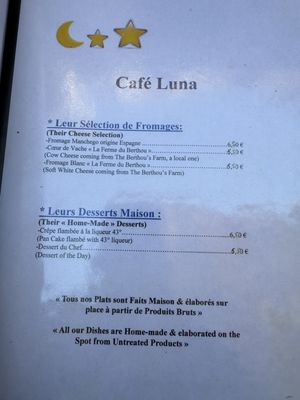 Café Luna
* Leur Sélection de Fromages:
(Their Cheese Selection)
-Fromage Manchego origine Espagne ........ 6,50 €
-Cœur de Vache « La Ferme du Berthou » ........ 6,50 €
(Cow Cheese coming from The Berthou's Farm, a local one)
-Fromage Blanc « La Ferme du Berthou » ........ 6,50 €
(Soft White Cheese coming from The Berthou's Farm)
* Leurs Desserts Maison :
(Their « Home-Made » Desserts)
-Crêpe flambée à la liqueur 43° ........ 6,50 €
(Pan Cake flambé with 43° liqueur)
-Dessert du Chef ........ 6,50 €
(Dessert of the Day)
« Tous nos Plats sont Faits Maison & élaborés sur
place à partir de Produits Bruts »
« All our Dishes are Home-made & elaborated on the
Spot from Untreated Products »